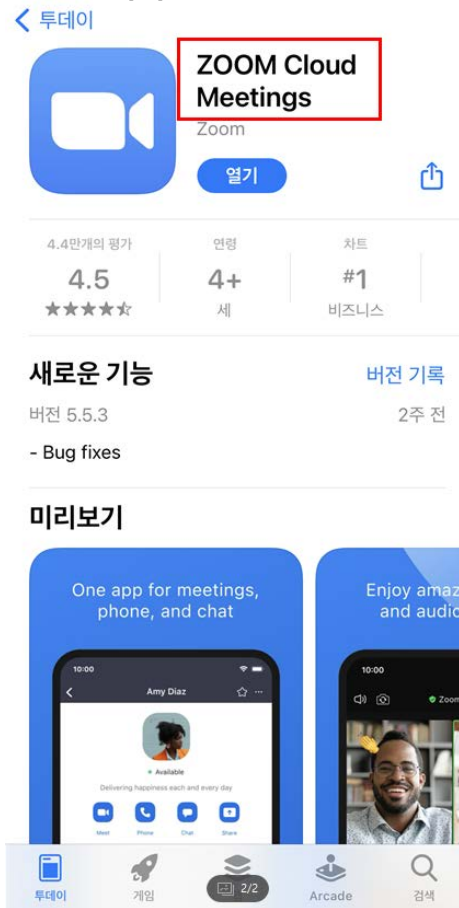 투데이
ZOOM Cloud
Meetings
Zoom
열기
4.4만개의 평가
연령
차트
4.5
4+
#1
세
비즈니스
새로운 기능
버전 기록
버전 5.5.3
2주 전
- Bug fixes
미리보기
One app for meetings,
phone, and chat
Enjoy amaz
and audio
10:00
10:00
Amy Diaz
Zoom
Available
Delivering happiness each and every day
Meet
Phone
Chat
Share
2/2
투데이
게임
Arcade
검색